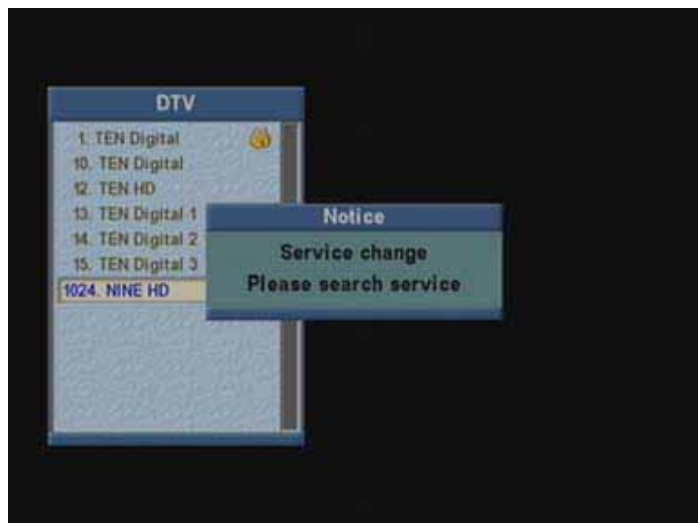 DTV
1. TEN Digital
10. TEN Digital
12. TEN HD
13. TEN Digital 1
14. TEN Digital 2
15. TEN Digital 3
1024. NINE HD
Notice
Service change
Please search service